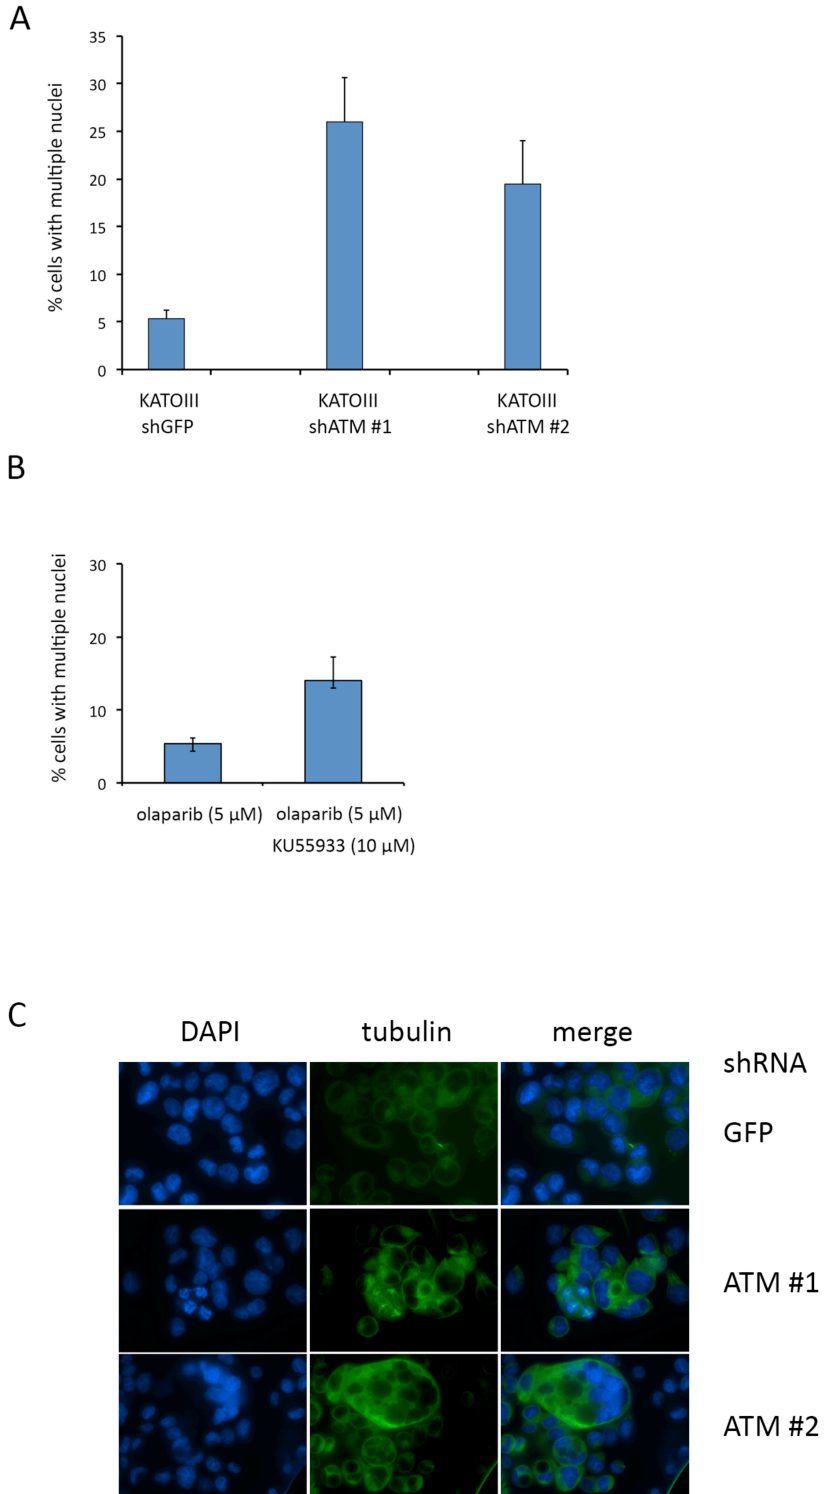 A
35
30
25
20
15
10
5
0
% cells with multiple nuclei
KATOIII KATOIII KATOIII
shGFP shATM #1 shATM #2
B
30
20
10
0
% cells with multiple nuclei
olaparib (5 µM) olaparib (5 µM)
KU55933 (10 µM)
C
DAPI tubulin merge
shRNA
GFP
ATM #1
ATM #2